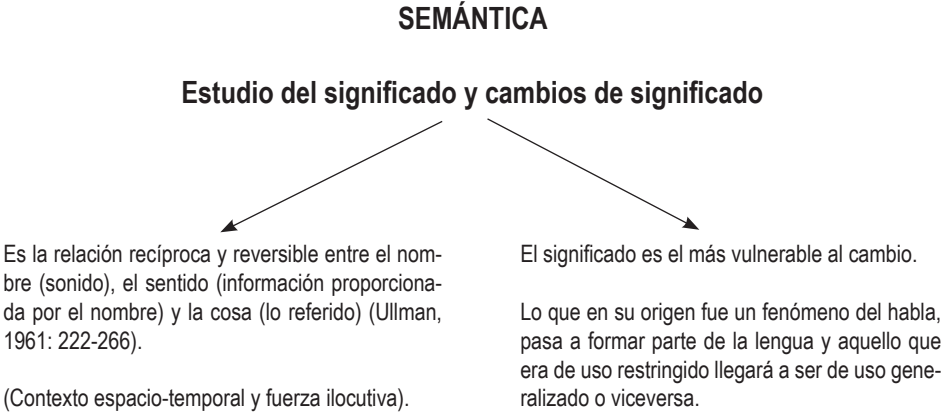 SEMÁNTICA
Estudio del significado y cambios de significado
Es la relación recíproca y reversible entre el nom-
bre (sonido), el sentido (información proporciona-
da por el nombre) y la cosa (lo referido) (Ullman,
1961: 222-266).
(Contexto espacio-temporal y fuerza ilocutiva).
El significado es el más vulnerable al cambio.
Lo que en su origen fue un fenómeno del habla,
pasa a formar parte de la lengua y aquello que
era de uso restringido llegará a ser de uso gene-
ralizado o viceversa.